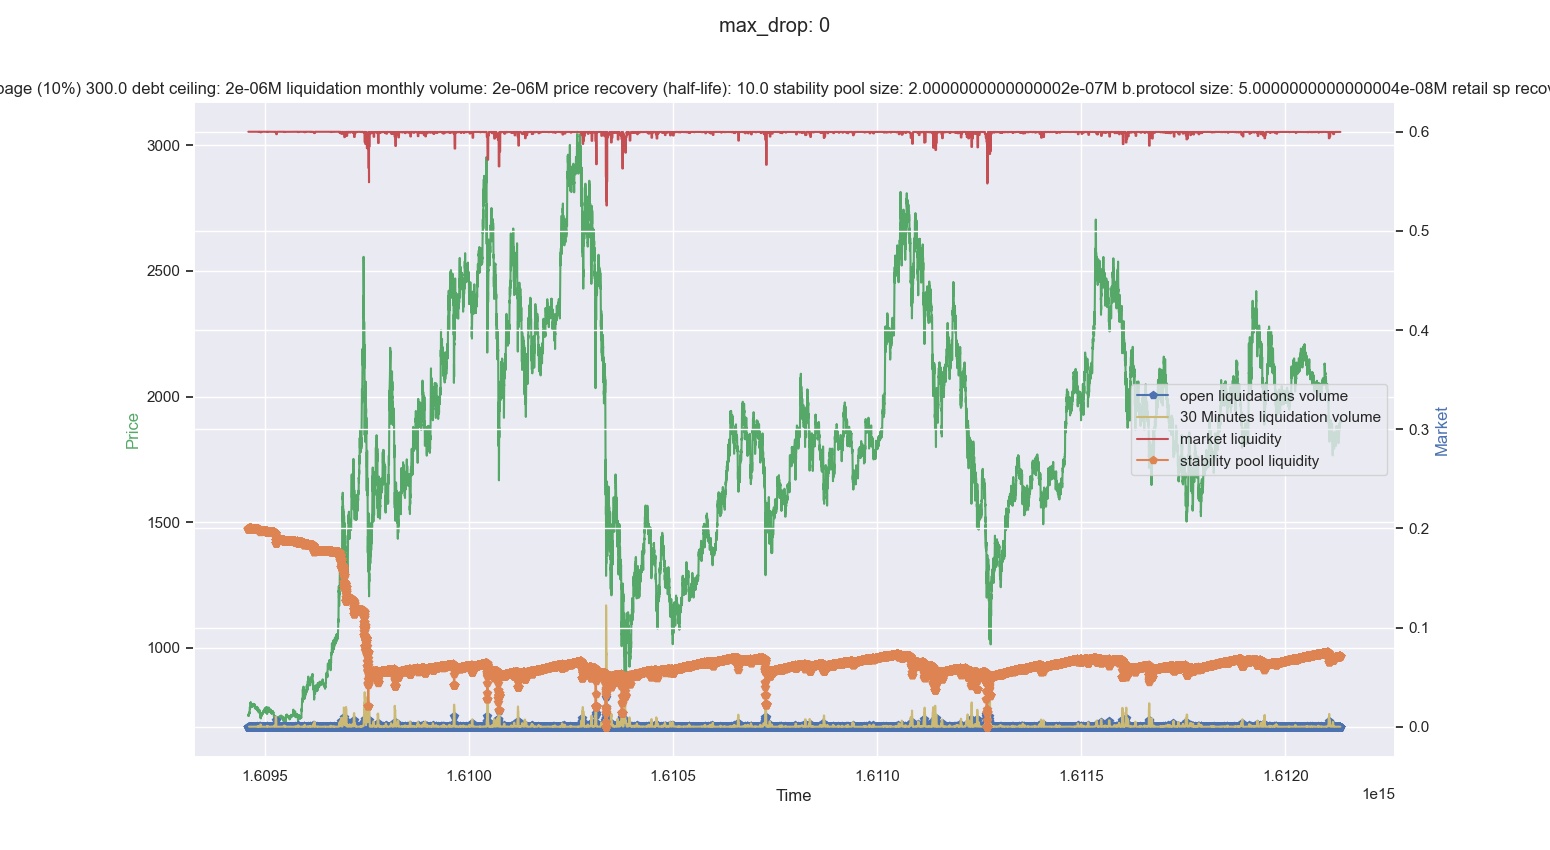 max_drop: 0
page (10%) 300.0 debt ceiling: 2e-06M liquidation monthly volume: 2e-06M price recovery (half-life): 10.0 stability pool size: 2.0000000000000002e-07M b.protocol size: 5.0000000000000004e-08M retail sp
3000
2500
2000
1500
1000
Price
0.6
0.5
0.4
0.3
0.2
0.1
0.0
Market
open liquidations volume
30 Minutes liquidation volume
market liquidity
stability pool liquidity
1.6095
1.6100
1.6105
1.6110
1.6115
1.6120
1e15
Time